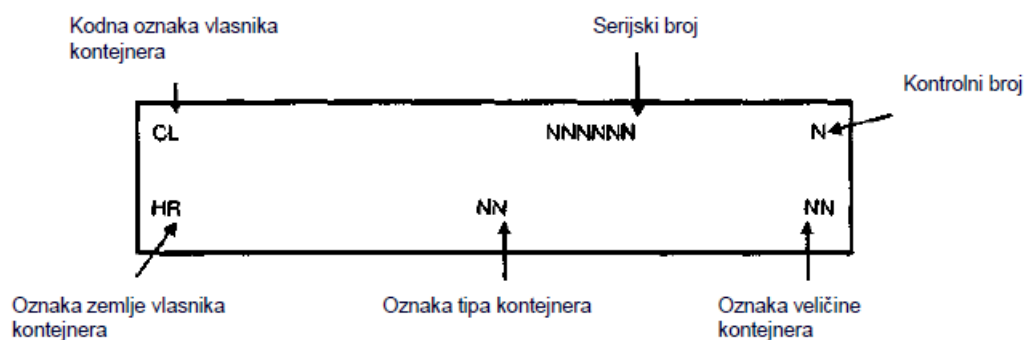 Kodna oznaka vlasnika
kontejnera
Serijski broj
Kontrolni broj
CL
NNNNNN
N
HR
NN
NN
Oznaka zemlje vlasnika
kontejnera
Oznaka tipa kontejnera
Oznaka veličine
kontejnera